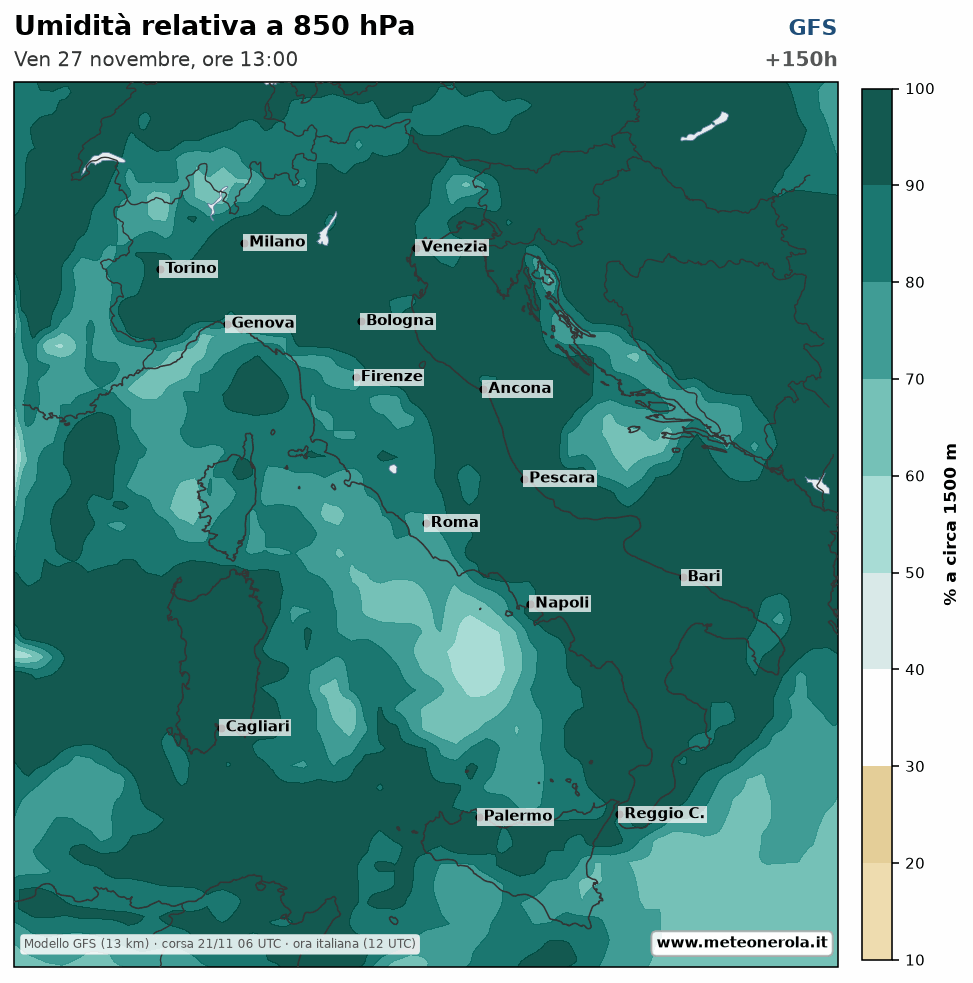 Umidità relativa a 850 hPa
GFS
Ven 27 novembre, ore 13:00
+150h
100
90
80
70
60
50
40
30
20
10
% a circa 1500 m
Milano
Venezia
Torino
Genova
Bologna
Firenze
Ancona
Pescara
Roma
Bari
Napoli
Cagliari
Palermo
Reggio C.
Modello GFS (13 km) · corsa 21/11 06 UTC · ora italiana (12 UTC)
www.meteonerola.it